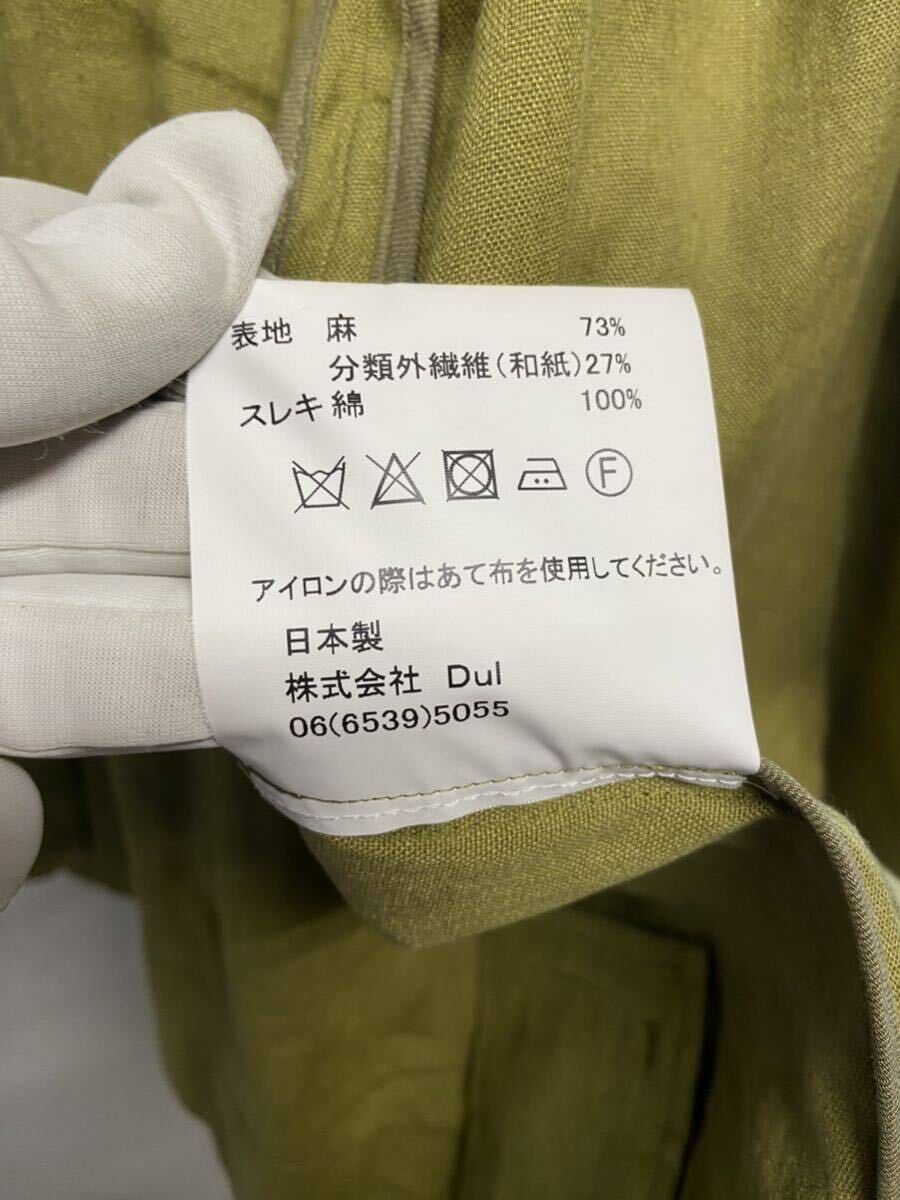 表地 麻 73%
分類外繊維(和紙)27%
スレキ 綿 100%
F
アイロンの際はあて布を使用してください。
日本製
株式会社 Dul
06(6539)5055